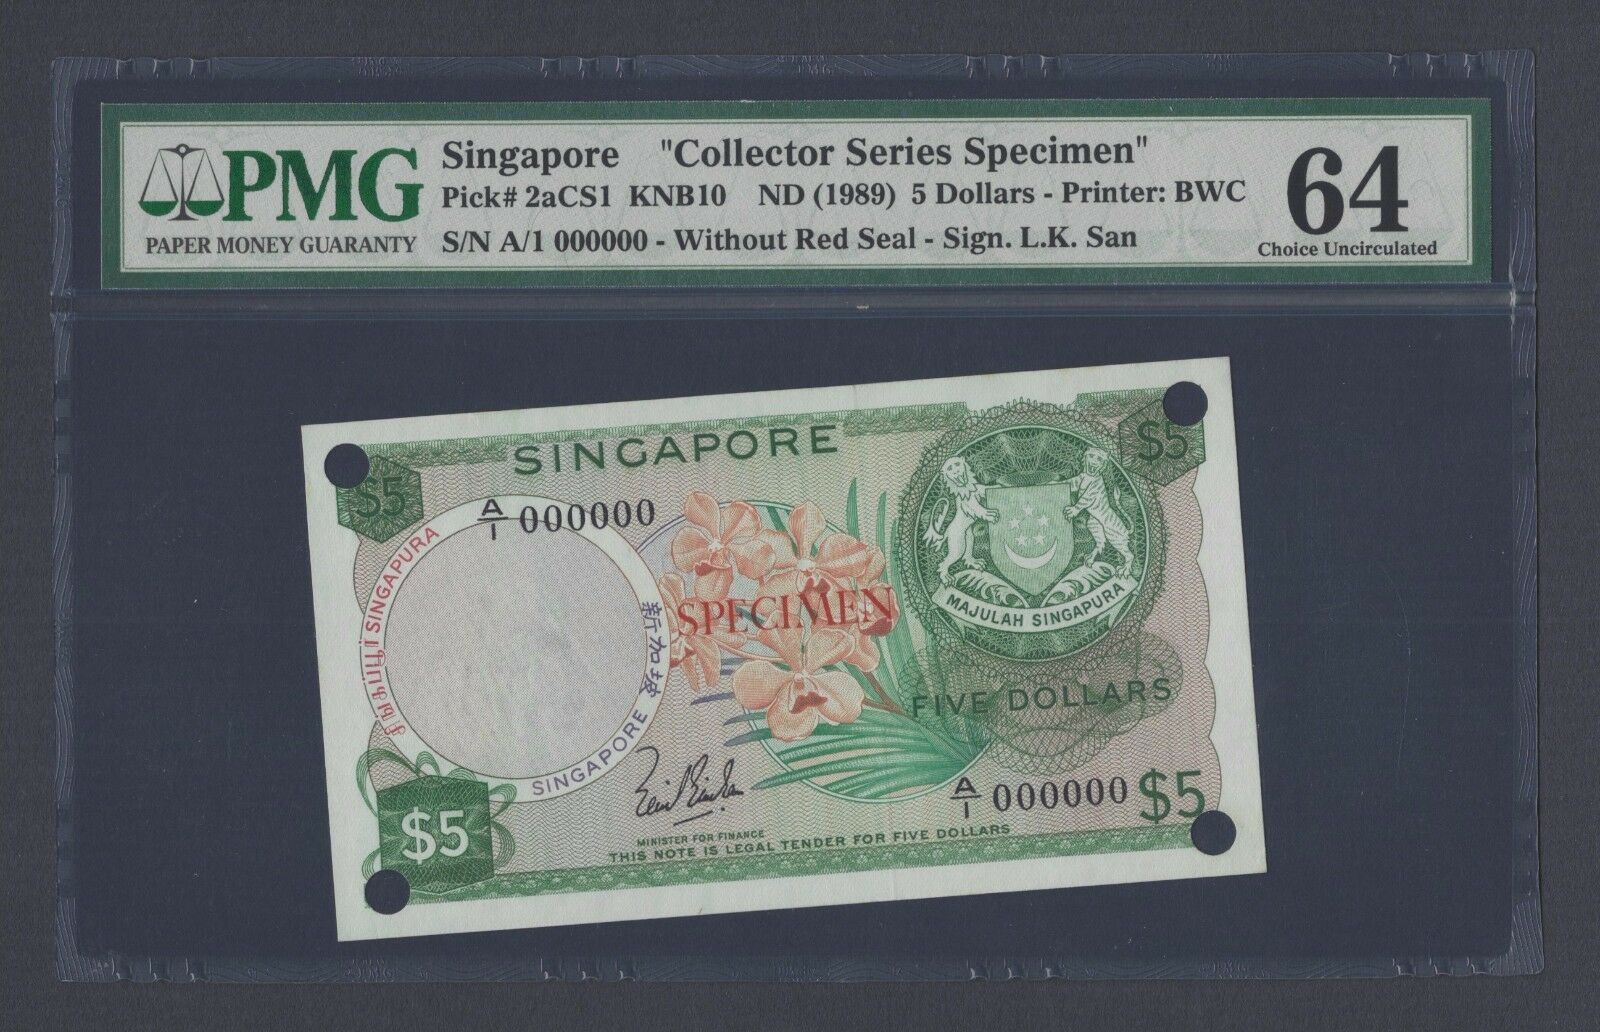 PMG
PAPER MONEY GUARANTY
Singapore "Collector Series Specimen"
Pick# 2aCS1 KNB10 ND (1989) 5 Dollars - Printer: BWC
S/N A/1 000000 - Without Red Seal - Sign. L.K. San
64
Choice Uncirculated
$5
SINGAPORE
$5
A/1 000000
சிங்கப்பூர் SINGAPURA
新加坡
SINGAPORE
SPECIMEN
MAJULAH SINGAPURA
FIVE DOLLARS
A/1 000000 $5
$5
MINISTER FOR FINANCE
THIS NOTE IS LEGAL TENDER FOR FIVE DOLLARS